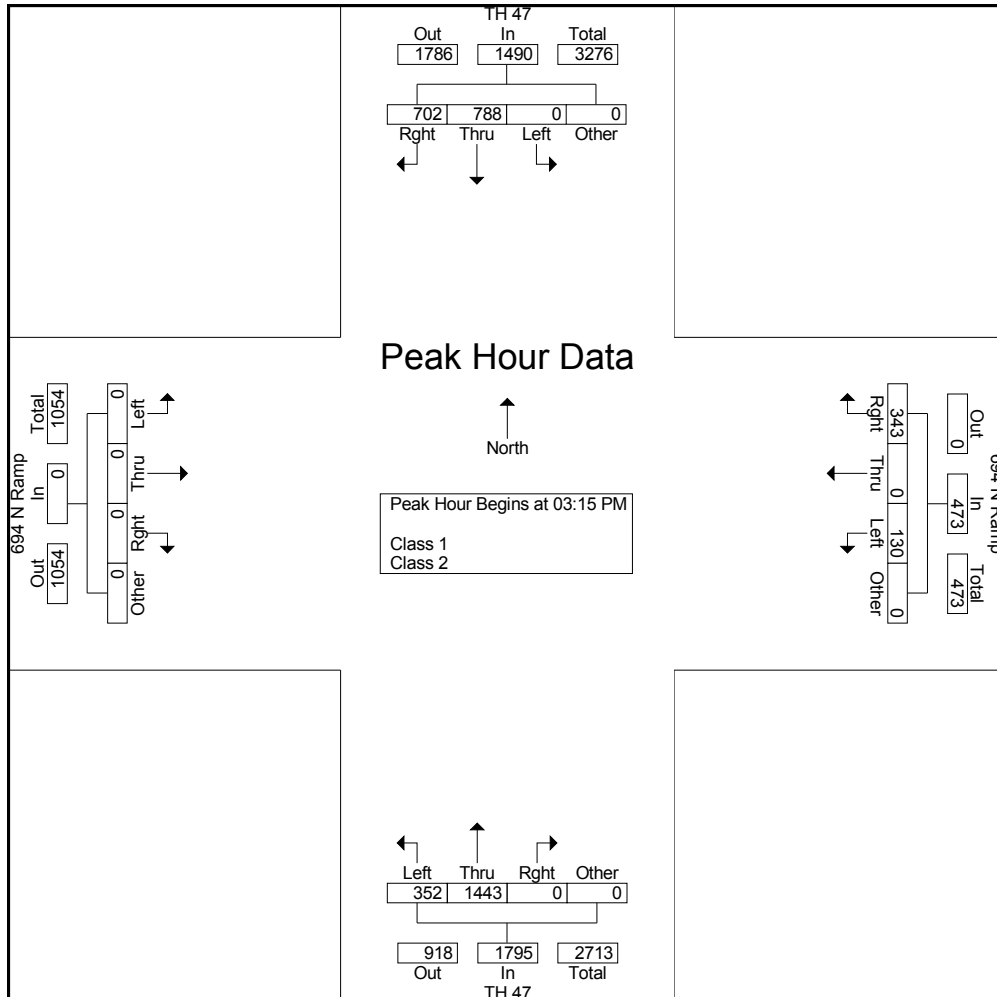 TH 47
Out In Total
1786 1490 3276
702 788 0 0
Rght Thru Left Other
Peak Hour Data
North
Peak Hour Begins at 03:15 PM
Class 1
Class 2
694 N Ramp
Total In Out
1054 0 1054
0 0 0 0
Left Thru Rght Other
694 N Ramp
Out In Total
0 473 473
343 0 130 0
Rght Thru Left Other
Left Thru Rght Other
352 1443 0 0
918 1795 2713
Out In Total
TH 47